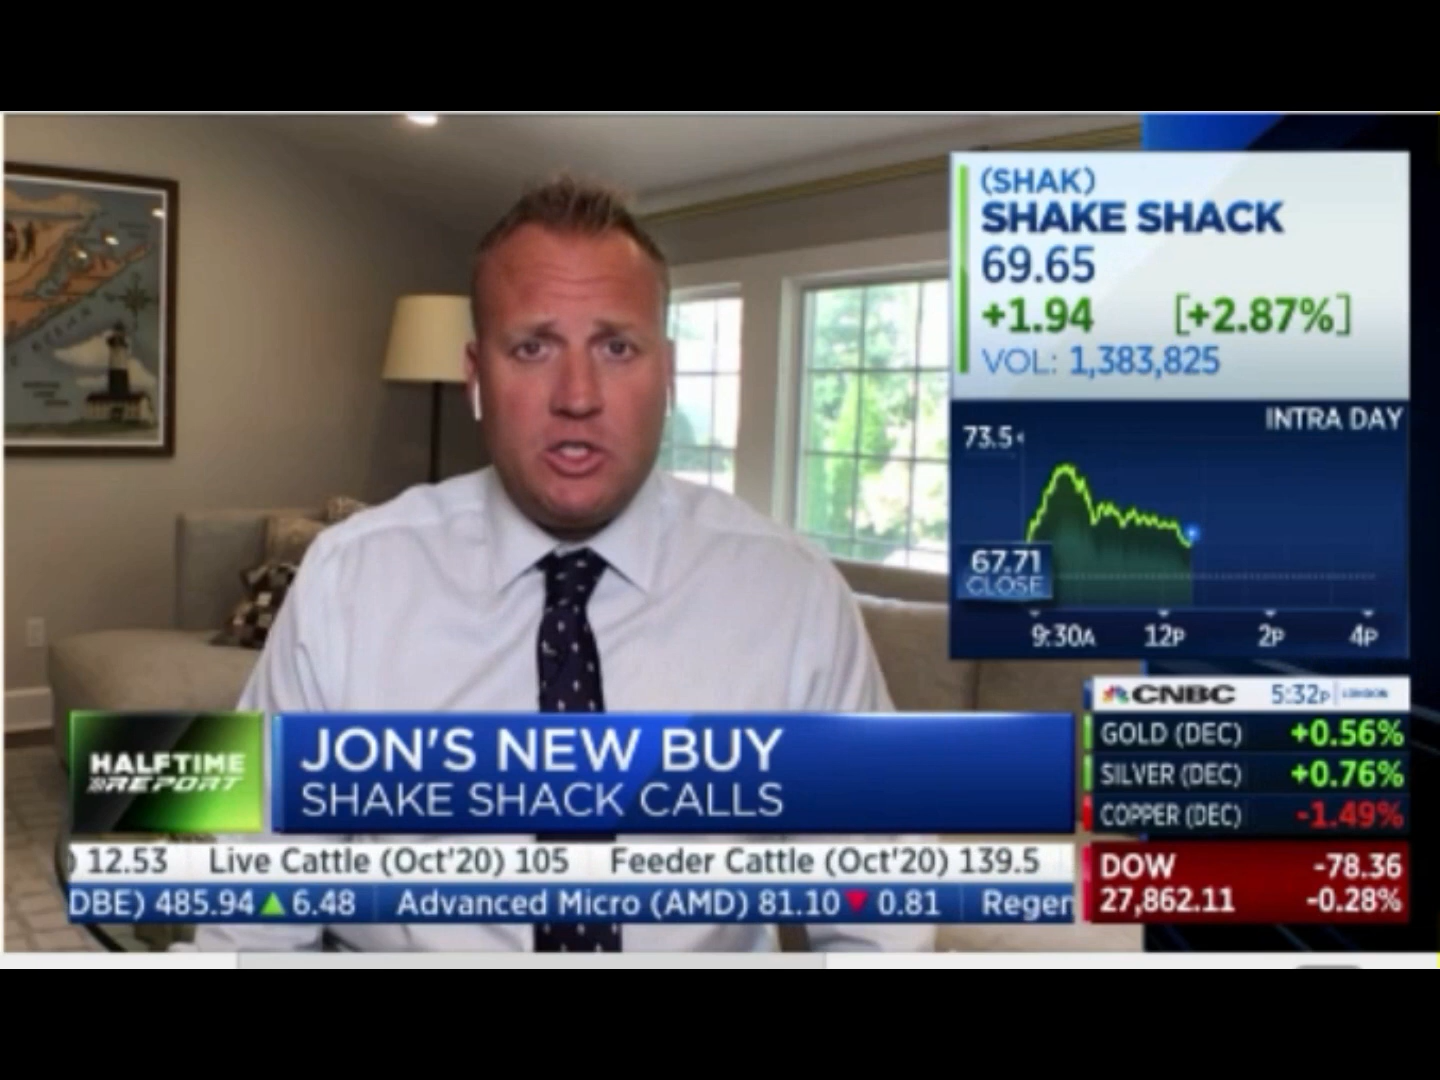 (SHAK)
SHAKE SHACK
69.65
+1.94 [+2.87%]
VOL: 1,383,825
INTRA DAY
73.5
67.71
CLOSE
9:30A 12P 2P 4P
CNBC 5:32P LONDON
GOLD (DEC) +0.56%
SILVER (DEC) +0.76%
COPPER (DEC) -1.49%
DOW -78.36
27,862.11 -0.28%
HALFTIME
REPORT
JON'S NEW BUY
SHAKE SHACK CALLS
) 12.53 Live Cattle (Oct'20) 105 Feeder Cattle (Oct'20) 139.5
DBE) 485.94 ▲ 6.48 Advanced Micro (AMD) 81.10 ▼ 0.81 Regen